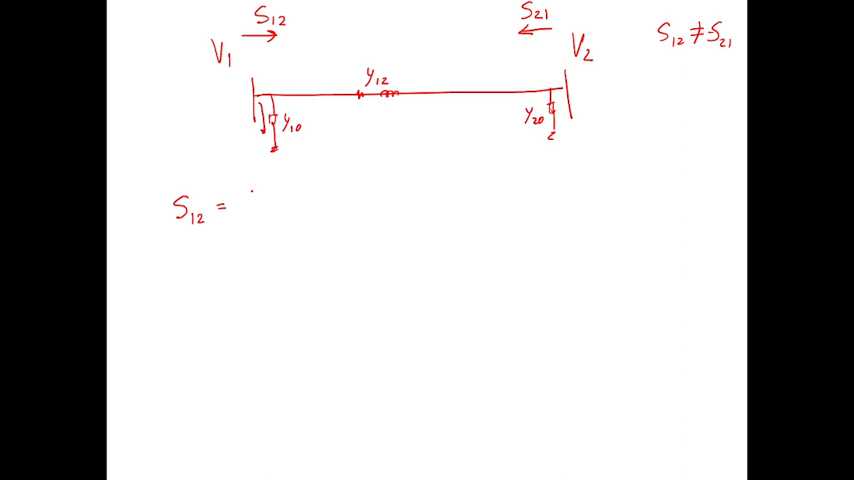 S12
S21
S12 ≠ -S21
V1
V2
y12
y10
y20
S12 =